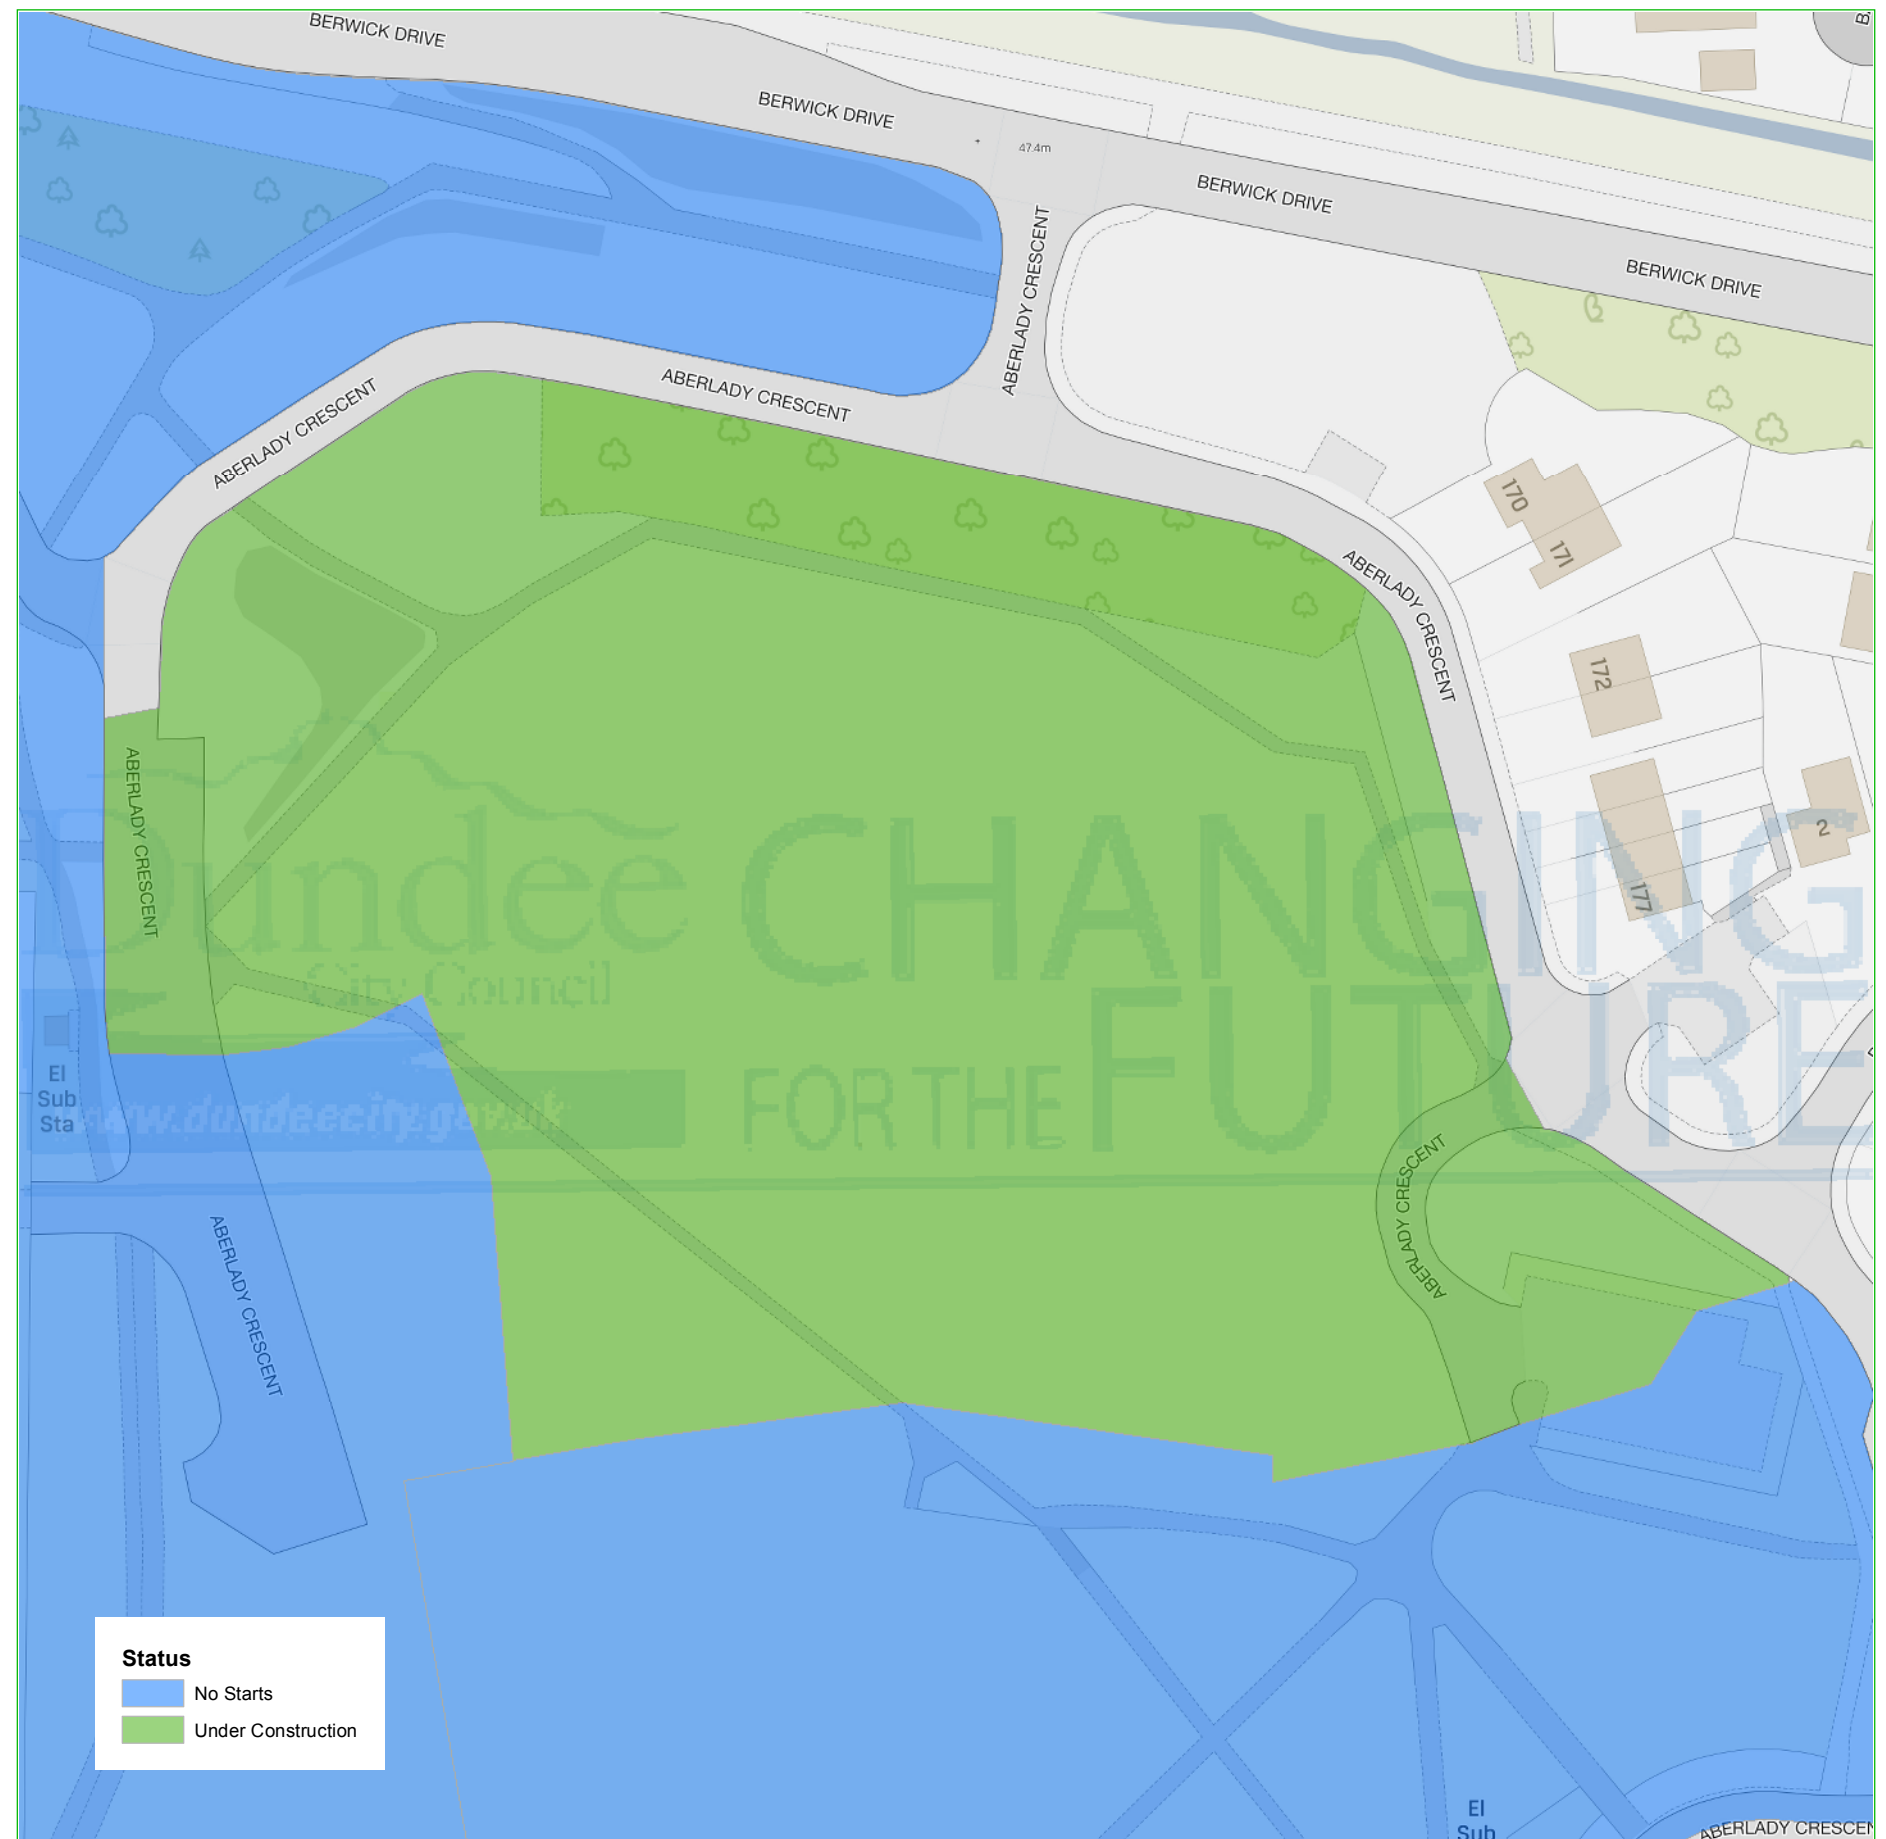 BERWICK DRIVE
BERWICK DRIVE
47.4m
BERWICK DRIVE
BERWICK DRIVE
ABERLADY CRESCENT
ABERLADY CRESCENT
ABERLADY CRESCENT
170
171
ABERLADY CRESCENT
172
ABERLADY CRESCENT
2
177
Dundee
City Council
CHANGING
FOR THE FUTURE
www.dundeecity.gov.uk
El
Sub
Sta
ABERLADY CRESCENT
ABERLADY CRESCENT
Status
No Starts
Under Construction
El
Sub
ABERLADY CRESCEN